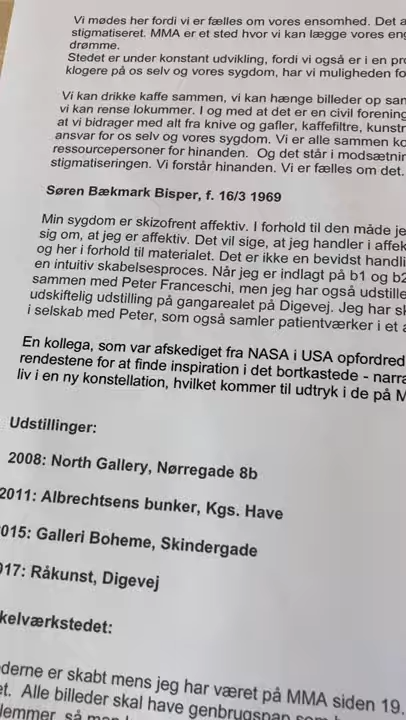 Vi mødes her fordi vi er fælles om vores ensomhed. Det a
stigmatiseret. MMA er et sted hvor vi kan lægge vores eng
drømme.
Stedet er under konstant udvikling, fordi vi også er i en pro
klogere på os selv og vores sygdom, har vi muligheden fo
Vi kan drikke kaffe sammen, vi kan hænge billeder op sam
vi kan rense lokummer. I og med at det er en civil forening
at vi bidrager med alt fra knive og gafler, kaffefiltre, kunstn
ansvar for os selv og vores sygdom. Vi er alle sammen ko
ressourcepersoner for hinanden. Og det står i modsætnin
stigmatiseringen. Vi forstår hinanden. Vi er fælles om det.
Søren Bækmark Bisper, f. 16/3 1969
Min sygdom er skizofrent affektiv. I forhold til den måde je
sig om, at jeg er affektiv. Det vil sige, at jeg handler i affek
og her i forhold til materialet. Det er ikke en bevidst handli
en intuitiv skabelsesproces. Når jeg er indlagt på b1 og b2
sammen med Peter Franceschi, men jeg har også udstille
udskiftelig udstilling på gangarealet på Digevej. Jeg har sk
i selskab med Peter, som også samler patientværker i et a
En kollega, som var afskediget fra NASA i USA opfordred
rendestene for at finde inspiration i det bortkastede - narra
liv i en ny konstellation, hvilket kommer til udtryk i de på M
Udstillinger:
2008: North Gallery, Nørregade 8b
2011: Albrechtsens bunker, Kgs. Have
2015: Galleri Boheme, Skindergade
017: Råkunst, Digevej
kelværkstedet:
ederne er skabt mens jeg har været på MMA siden 19.
et. Alle billeder skal have genbrugspan som
lemmer, så man